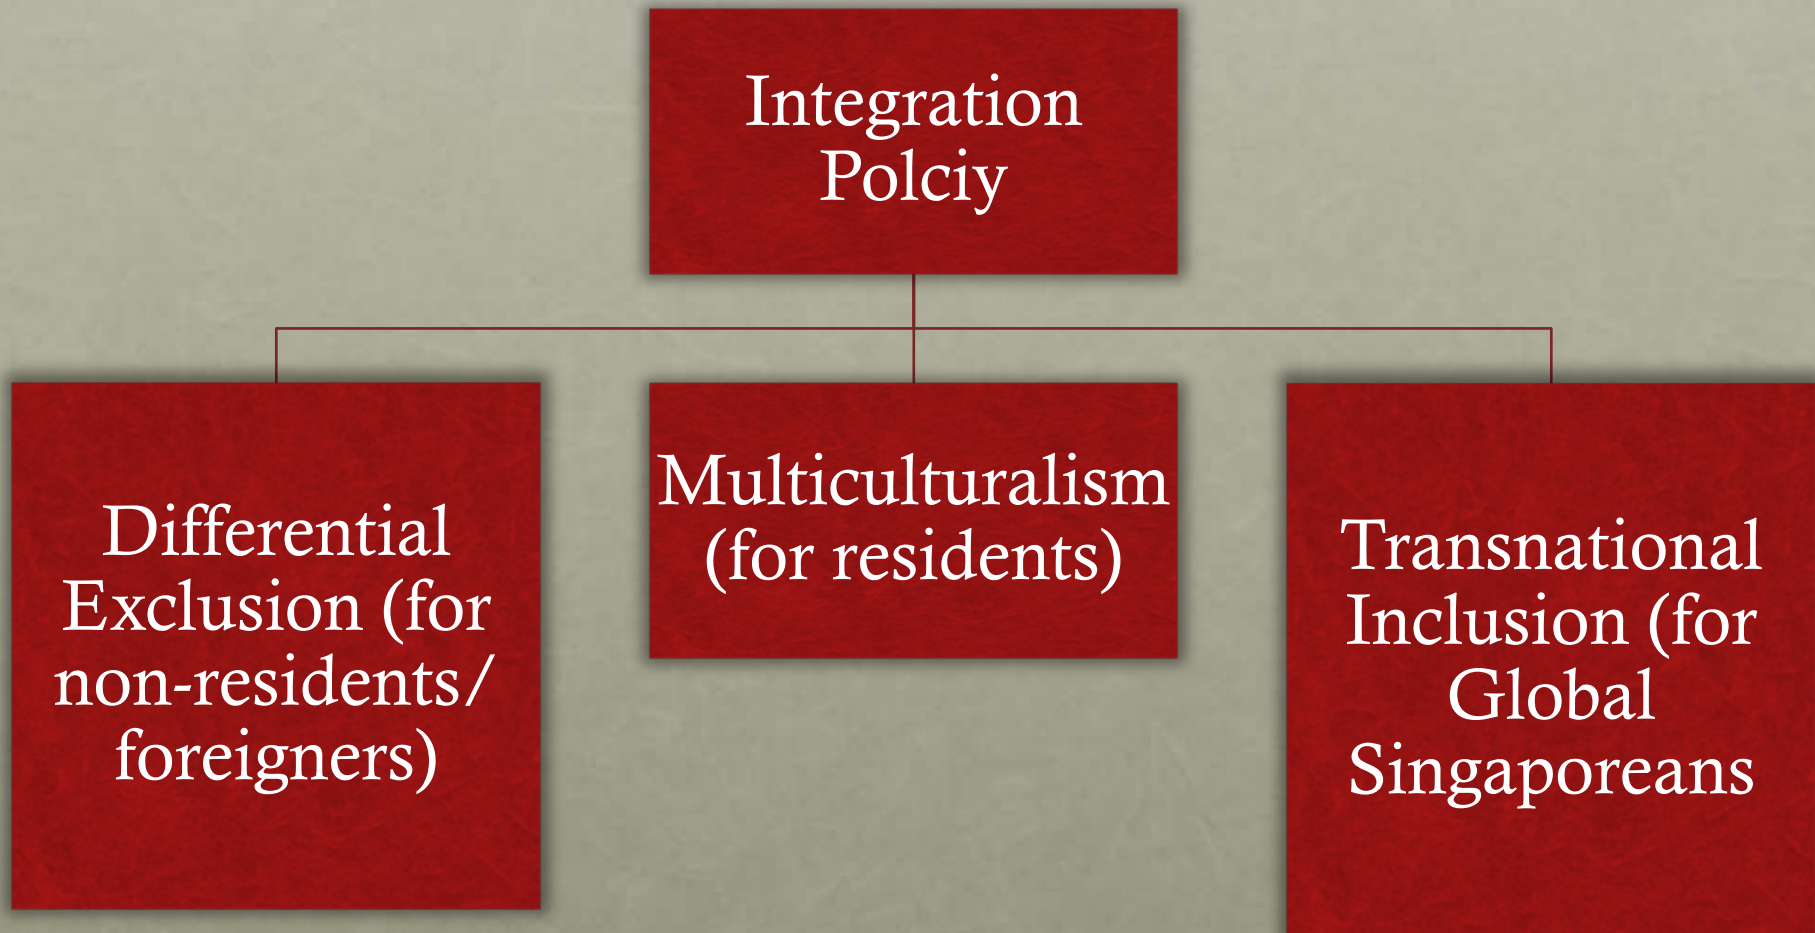 Integration
Polciy
Differential
Exclusion (for
non-residents/
foreigners)
Multiculturalism
(for residents)
Transnational
Inclusion (for
Global
Singaporeans